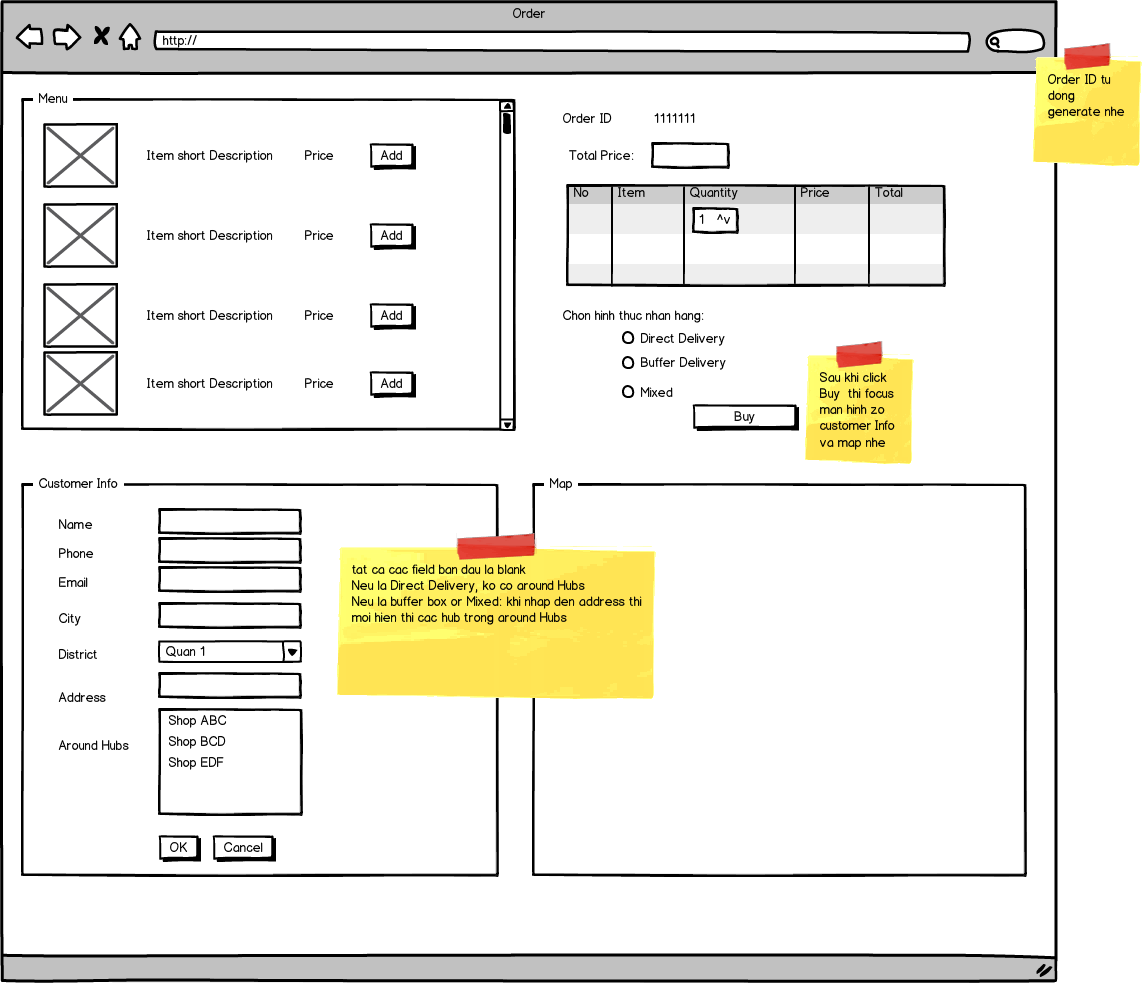 Order
http://
Order ID tu
dong
generate nhe
Menu
Item short Description Price Add
Item short Description Price Add
Item short Description Price Add
Item short Description Price Add
Order ID 1111111
Total Price:
No Item Quantity Price Total
1 ^v
Chon hinh thuc nhan hang:
Direct Delivery
Buffer Delivery
Mixed
Buy
Sau khi click
Buy thi focus
man hinh zo
customer Info
va map nhe
Customer Info
Name
Phone
Email
City
District Quan 1
Address
Around Hubs
Shop ABC
Shop BCD
Shop EDF
OK Cancel
tat ca cac field ban dau la blank
Neu la Direct Delivery, ko co around Hubs
Neu la buffer box or Mixed: khi nhap den address thi
moi hien thi cac hub trong around Hubs
Map